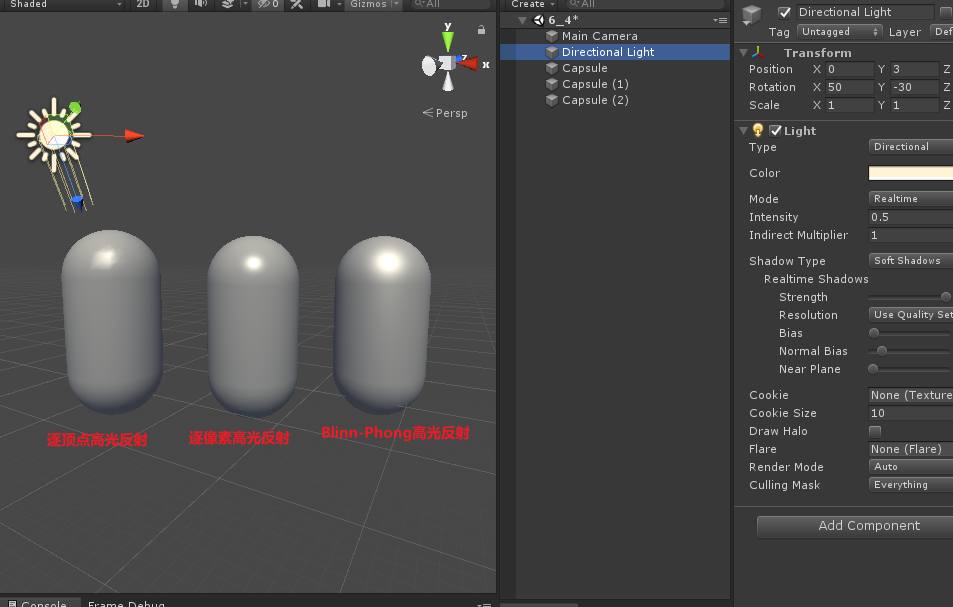 Shaded
2D
0
Gizmos
All
y
z
x
Persp
逐顶点高光反射
逐像素高光反射
Blinn-Phong高光反射
Console
Frame Debug
Create
All
6_4*
Main Camera
Directional Light
Capsule
Capsule (1)
Capsule (2)
Directional Light
Tag Untagged Layer Def
Transform
Position X 0 Y 3 Z
Rotation X 50 Y -30 Z
Scale X 1 Y 1 Z
Light
Type Directional
Color
Mode Realtime
Intensity 0.5
Indirect Multiplier 1
Shadow Type Soft Shadows
Realtime Shadows
Strength
Resolution Use Quality Set
Bias
Normal Bias
Near Plane
Cookie None (Texture
Cookie Size 10
Draw Halo
Flare None (Flare)
Render Mode Auto
Culling Mask Everything
Add Component